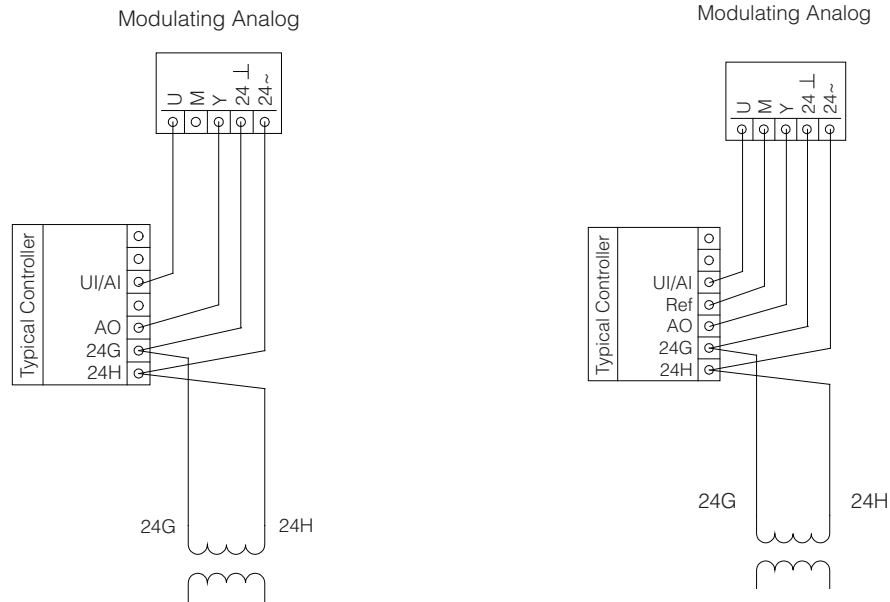 Modulating Analog
U M Y 24 ⊥ 24~
Typical Controller
UI/AI
AO
24G
24H
24G 24H
Modulating Analog
U M Y 24 ⊥ 24~
Typical Controller
UI/AI
Ref
AO
24G
24H
24G 24H